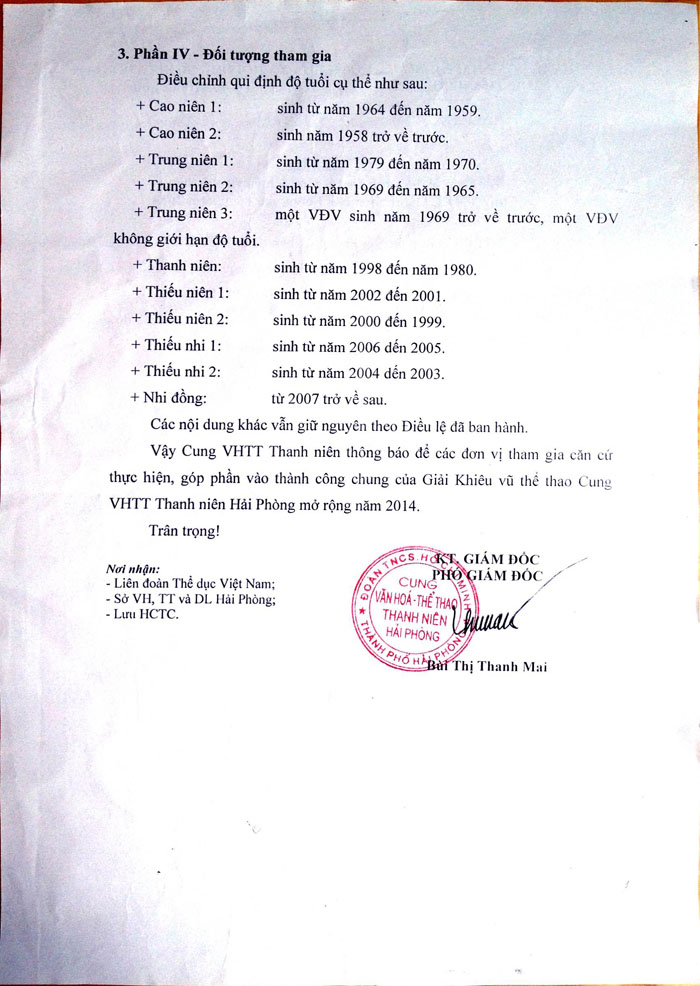 3. Phần IV - Đối tượng tham gia
Điều chỉnh qui định độ tuổi cụ thể như sau:
+ Cao niên 1: sinh từ năm 1964 đến năm 1959.
+ Cao niên 2: sinh năm 1958 trở về trước.
+ Trung niên 1: sinh từ năm 1979 đến năm 1970.
+ Trung niên 2: sinh từ năm 1969 đến năm 1965.
+ Trung niên 3: một VĐV sinh năm 1969 trở về trước, một VĐV
không giới hạn độ tuổi.
+ Thanh niên: sinh từ năm 1998 đến năm 1980.
+ Thiếu niên 1: sinh từ năm 2002 đến 2001.
+ Thiếu niên 2: sinh từ năm 2000 đến 1999.
+ Thiếu nhi 1: sinh từ năm 2006 dến 2005.
+ Thiếu nhi 2: sinh từ năm 2004 dến 2003.
+ Nhi đồng: từ 2007 trở về sau.
Các nội dung khác vẫn giữ nguyên theo Điều lệ đã ban hành.
Vậy Cung VHTT Thanh niên thông báo để các đơn vị tham gia căn cứ
thực hiện, góp phần vào thành công chung của Giải Khiêu vũ thể thao Cung
VHTT Thanh niên Hải Phòng mở rộng năm 2014.
Trân trọng!
Nơi nhận:
- Liên đoàn Thể dục Việt Nam;
- Sở VH, TT và DL Hải Phòng;
- Lưu HCTC.
KT. GIÁM ĐỐC
PHÓ GIÁM ĐỐC
ĐOÀN TNCS. HỒ CHÍ MINH
CUNG
VĂN HOÁ - THỂ THAO
THANH NIÊN
HẢI PHÒNG
THÀNH PHỐ HẢI PHÒNG
Bùi Thị Thanh Mai